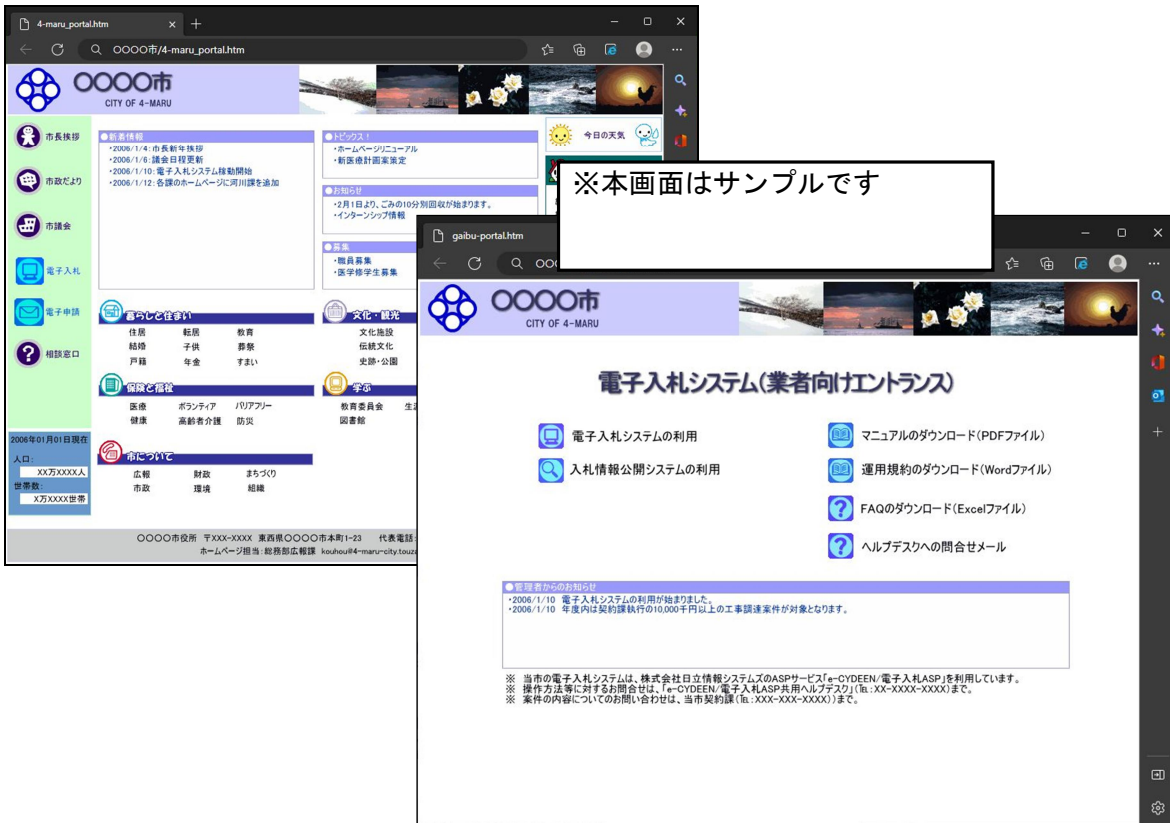 4-maru_portal.htm
〇〇〇〇市/4-maru_portal.htm
〇〇〇〇市
CITY OF 4-MARU
市長挨拶
市政だより
市議会
電子入札
電子申請
相談窓口
●新着情報
・2006/1/4:市長新年挨拶
・2006/1/6:議会日程更新
・2006/1/10:電子入札システム稼動開始
・2006/1/12:各課のホームページに河川課を追加
●トピックス!
・ホームページリニューアル
・新医療計画案策定
●お知らせ
・2月1日より、ごみの10分別回収が始まります。
・インターンシップ情報
●募集
・職員募集
・医学修学生募集
今日の天気
暮らしと住まい
住居 転居 教育
結婚 子供 葬祭
戸籍 年金 すまい
文化・観光
文化施設
伝統文化
史跡・公園
保険と福祉
医療 ボランティア バリアフリー
健康 高齢者介護 防災
学ぶ
教育委員会
図書館
市について
広報 財政 まちづくり
市政 環境 組織
2006年01月01日現在
人口:
XX万XXXX人
世帯数:
X万XXXX世帯
〇〇〇〇市役所 〒XXX-XXXX 東西県〇〇〇〇市本町1-23 代表電話:
ホームページ担当:総務部広報課 kouhou@4-maru-city.touza
※本画面はサンプルです
gaibu-portal.htm
〇〇〇〇市
CITY OF 4-MARU
電子入札システム(業者向けエントランス)
電子入札システムの利用
入札情報公開システムの利用
マニュアルのダウンロード(PDFファイル)
運用規約のダウンロード(Wordファイル)
FAQのダウンロード(Excelファイル)
ヘルプデスクへの問合せメール
●管理者からのお知らせ
・2006/1/10 電子入札システムの利用が始まりました。
・2006/1/10 年度内は契約課執行の10,000千円以上の工事調達案件が対象となります。
※ 当市の電子入札システムは、株式会社日立情報システムズのASPサービス「e-CYDEEN/電子入札ASP」を利用しています。
※ 操作方法等に対するお問合せは、「e-CYDEEN/電子入札ASP共用ヘルプデスク」(℡:XX-XXXX-XXXX)まで。
※ 案件の内容についてのお問い合わせは、当市契約課(℡:XXX-XXX-XXXX))まで。